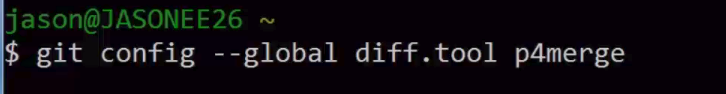 jason@JASONEE26 ~
$ git config --global diff.tool p4merge